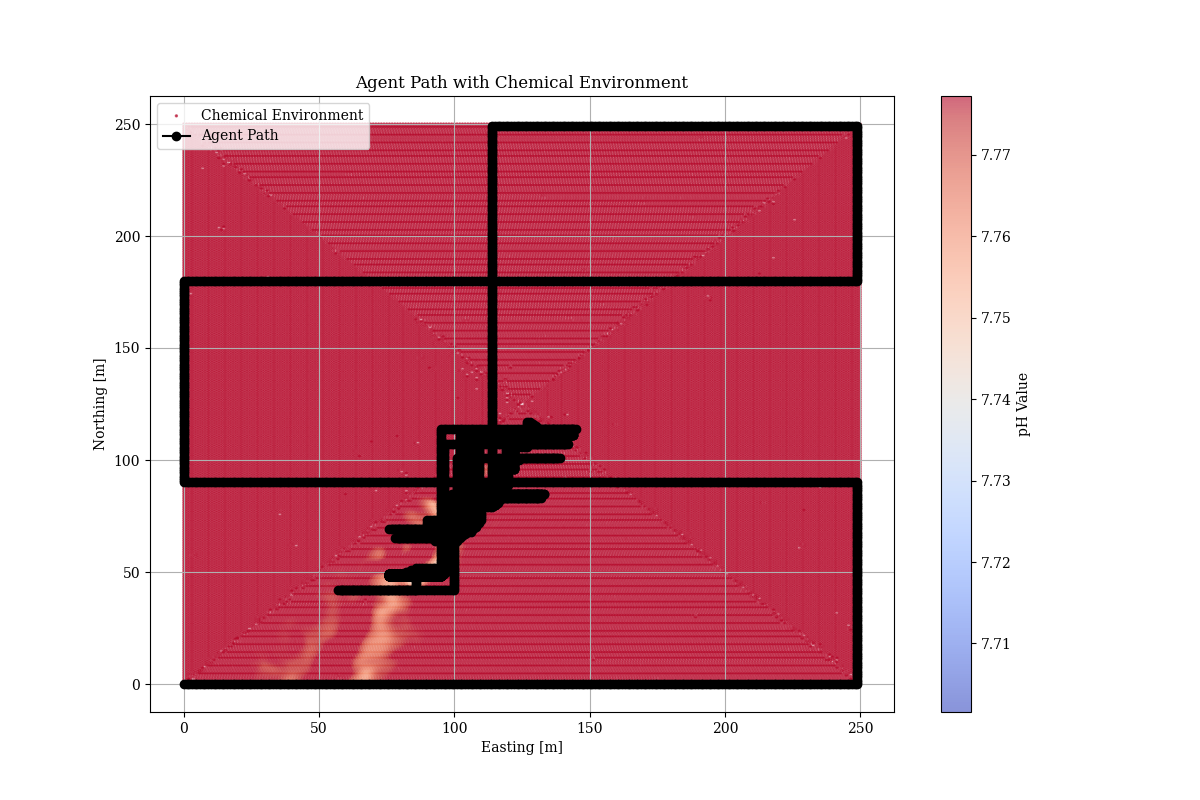 Agent Path with Chemical Environment
Chemical Environment
Agent Path
250
200
150
100
50
0
Northing [m]
0 50 100 150 200 250
Easting [m]
7.77
7.76
7.75
7.74
7.73
7.72
7.71
pH Value